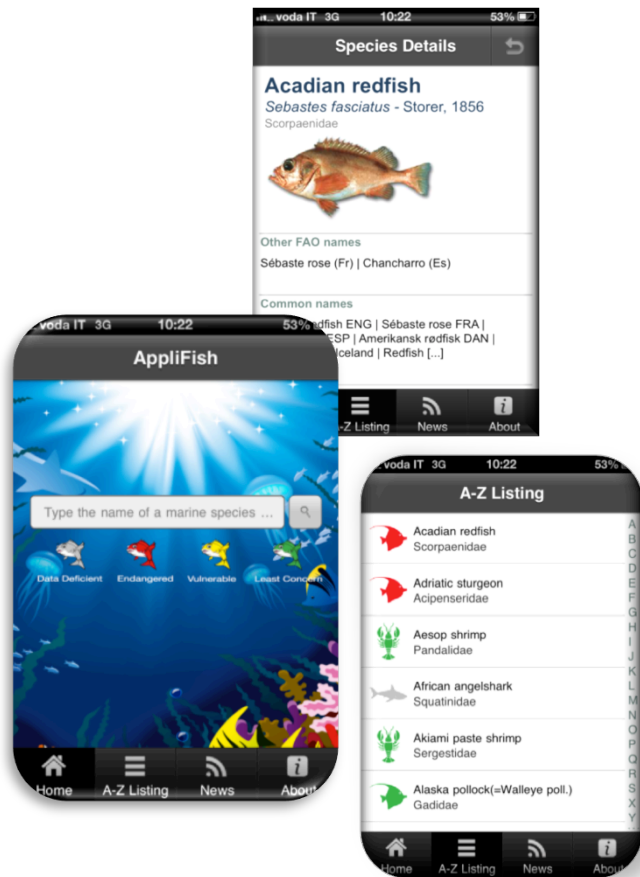 voda IT 3G 10:22 53%
Species Details
Acadian redfish
Sebastes fasciatus - Storer, 1856
Scorpaenidae
Other FAO names
Sébaste rose (Fr) | Chancharro (Es)
Common names
ENG | Sébaste rose FRA |
ESP | Amerikansk rødfisk DAN |
Iceland | Redfish [...]
A-Z Listing News About
voda IT 3G 10:22 53%
AppliFish
Type the name of a marine species ...
Data Deficient Endangered Vulnerable Least Concern
Home A-Z Listing News About
voda IT 3G 10:22 53%
A-Z Listing
Acadian redfish
Scorpaenidae
Adriatic sturgeon
Acipenseridae
Aesop shrimp
Pandalidae
African angelshark
Squatinidae
Akiami paste shrimp
Sergestidae
Alaska pollock(=Walleye poll.)
Gadidae
A
B
C
D
E
F
G
H
I
J
K
L
M
N
O
P
Q
R
S
X
Y
Home A-Z Listing News About